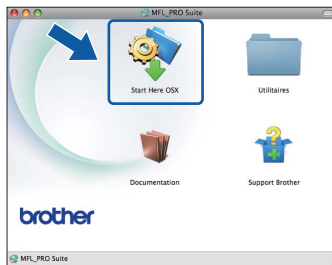 MFL_PRO Suite
Start Here OSX
Utilitaires
Documentation
Support Brother
brother
MFL_PRO Suite